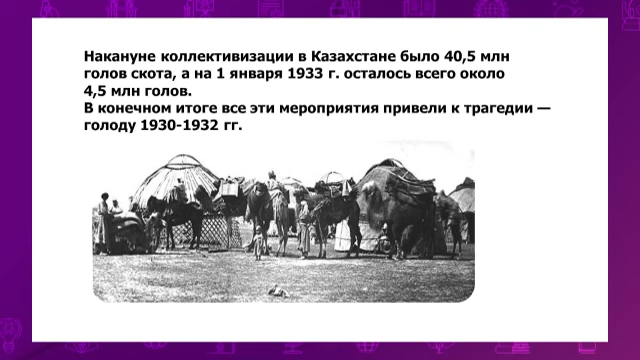 Накануне коллективизации в Казахстане было 40,5 млн
голов скота, а на 1 января 1933 г. осталось всего около
4,5 млн голов.
В конечном итоге все эти мероприятия привели к трагедии —
голоду 1930-1932 гг.